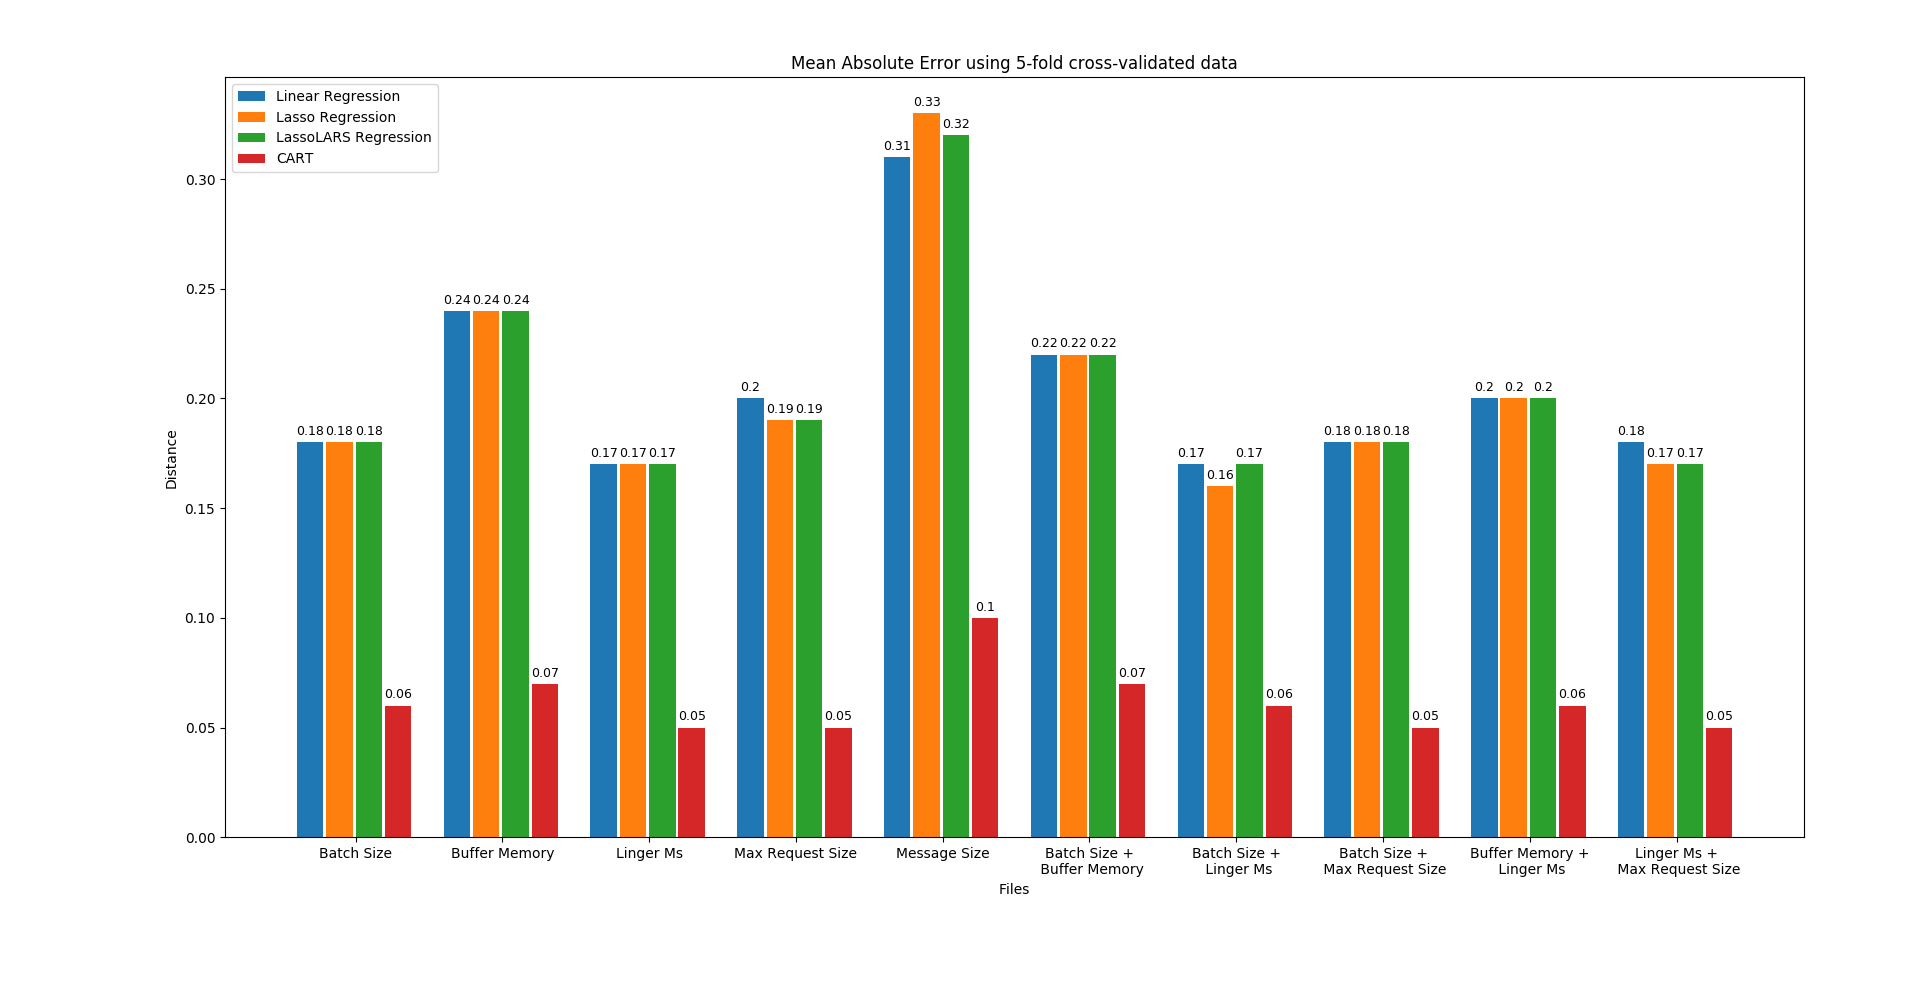 Mean Absolute Error using 5-fold cross-validated data
Linear Regression
Lasso Regression
LassoLARS Regression
CART
Distance
0.30
0.25
0.20
0.15
0.10
0.05
0.00
0.18 0.18 0.18 0.06
0.24 0.24 0.24 0.07
0.17 0.17 0.17 0.05
0.2 0.19 0.19 0.05
0.31 0.33 0.32 0.1
0.22 0.22 0.22 0.07
0.17 0.16 0.17 0.06
0.18 0.18 0.18 0.05
0.2 0.2 0.2 0.06
0.18 0.17 0.17 0.05
Batch Size
Buffer Memory
Linger Ms
Max Request Size
Message Size
Batch Size +
Buffer Memory
Batch Size +
Linger Ms
Batch Size +
Max Request Size
Buffer Memory +
Linger Ms
Linger Ms +
Max Request Size
Files